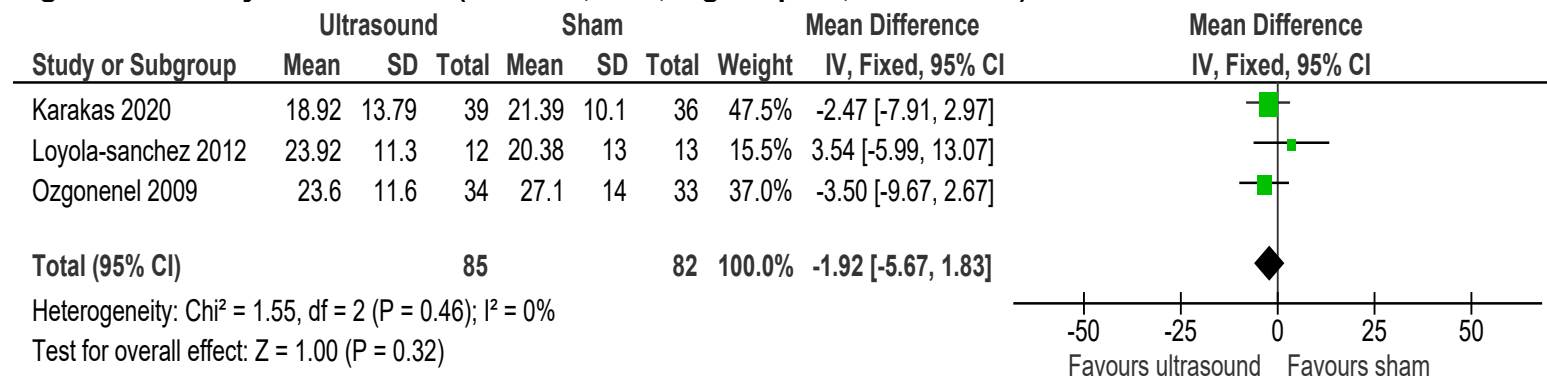 Ultrasound Sham Mean Difference Mean Difference
Study or Subgroup Mean SD Total Mean SD Total Weight IV, Fixed, 95% CI IV, Fixed, 95% CI
Karakas 2020 18.92 13.79 39 21.39 10.1 36 47.5% -2.47 [-7.91, 2.97]
Loyola-sanchez 2012 23.92 11.3 12 20.38 13 13 15.5% 3.54 [-5.99, 13.07]
Ozgonenel 2009 23.6 11.6 34 27.1 14 33 37.0% -3.50 [-9.67, 2.67]
Total (95% CI) 85 82 100.0% -1.92 [-5.67, 1.83]
Heterogeneity: Chi² = 1.55, df = 2 (P = 0.46); I² = 0%
Test for overall effect: Z = 1.00 (P = 0.32)
-50 -25 0 25 50
Favours ultrasound Favours sham